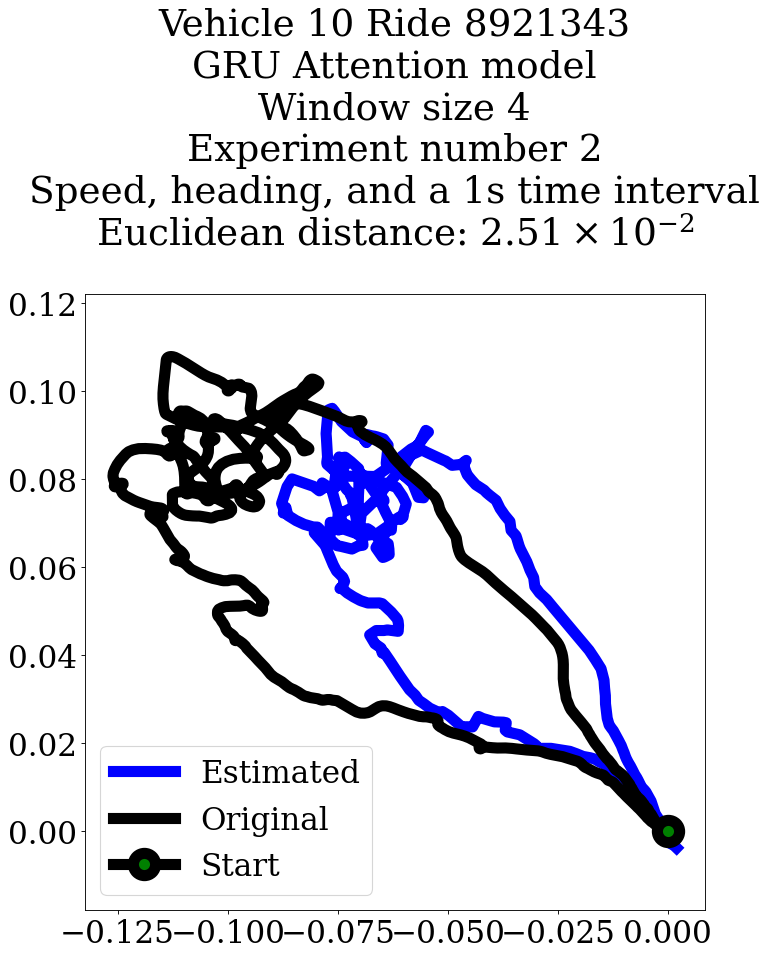 Vehicle 10 Ride 8921343
GRU Attention model
Window size 4
Experiment number 2
Speed, heading, and a 1s time interval
Euclidean distance: 2.51 × 10⁻²
0.12
0.10
0.08
0.06
0.04
0.02
0.00
Estimated
Original
Start
−0.125 −0.100 −0.075 −0.050 −0.025 0.000